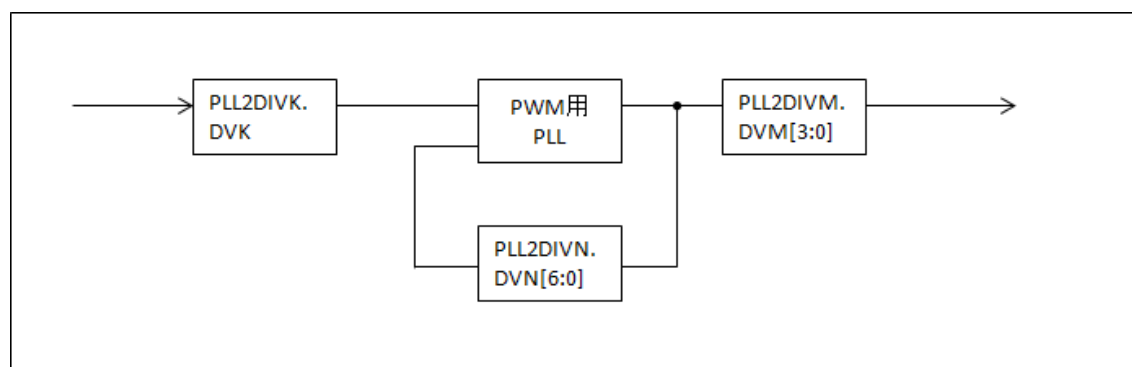 PLL2DIVK.
DVK
PWM用
PLL
PLL2DIVM.
DVM[3:0]
PLL2DIVN.
DVN[6:0]